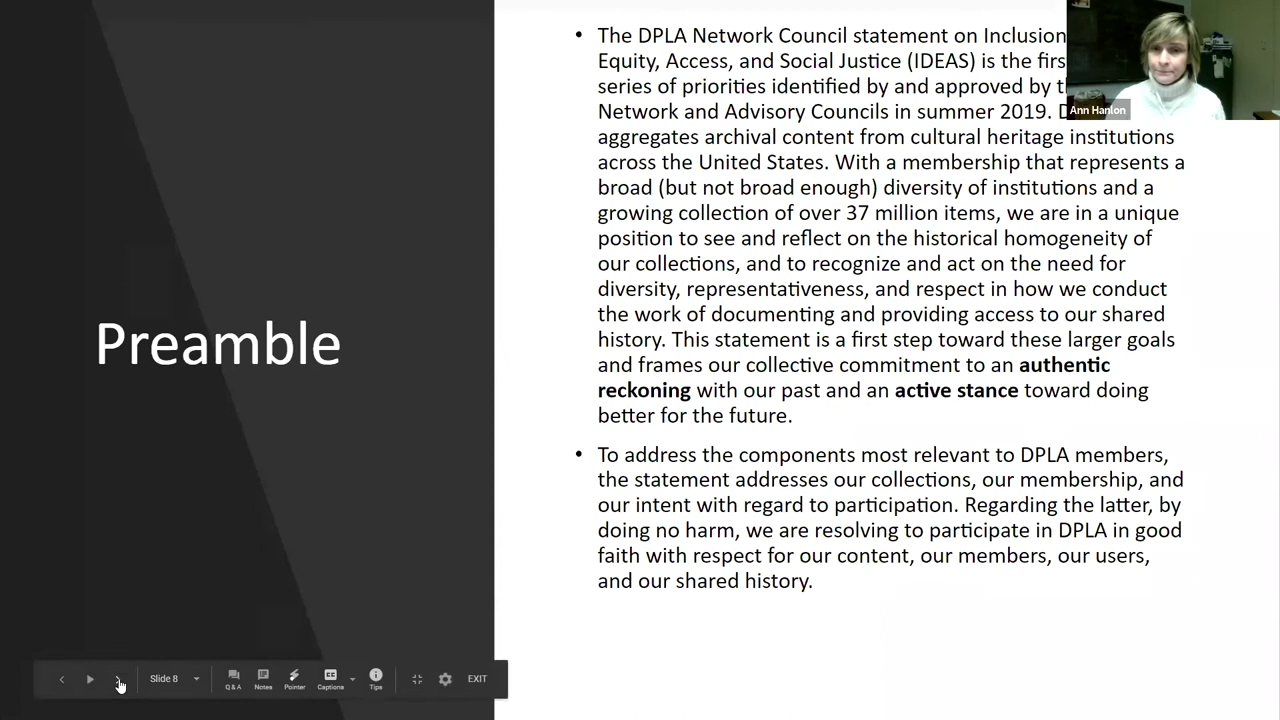 • The DPLA Network Council statement on Inclusion
Equity, Access, and Social Justice (IDEAS) is the firs
series of priorities identified by and approved by t
Network and Advisory Councils in summer 2019. D
Ann Hanlon
aggregates archival content from cultural heritage institutions
across the United States. With a membership that represents a
broad (but not broad enough) diversity of institutions and a
growing collection of over 37 million items, we are in a unique
position to see and reflect on the historical homogeneity of
our collections, and to recognize and act on the need for
diversity, representativeness, and respect in how we conduct
the work of documenting and providing access to our shared
history. This statement is a first step toward these larger goals
and frames our collective commitment to an authentic
reckoning with our past and an active stance toward doing
better for the future.
Preamble
• To address the components most relevant to DPLA members,
the statement addresses our collections, our membership, and
our intent with regard to participation. Regarding the latter, by
doing no harm, we are resolving to participate in DPLA in good
faith with respect for our content, our members, our users,
and our shared history.
Slide 8
Q & A
Notes
Pointer
Captions
Tips
EXIT